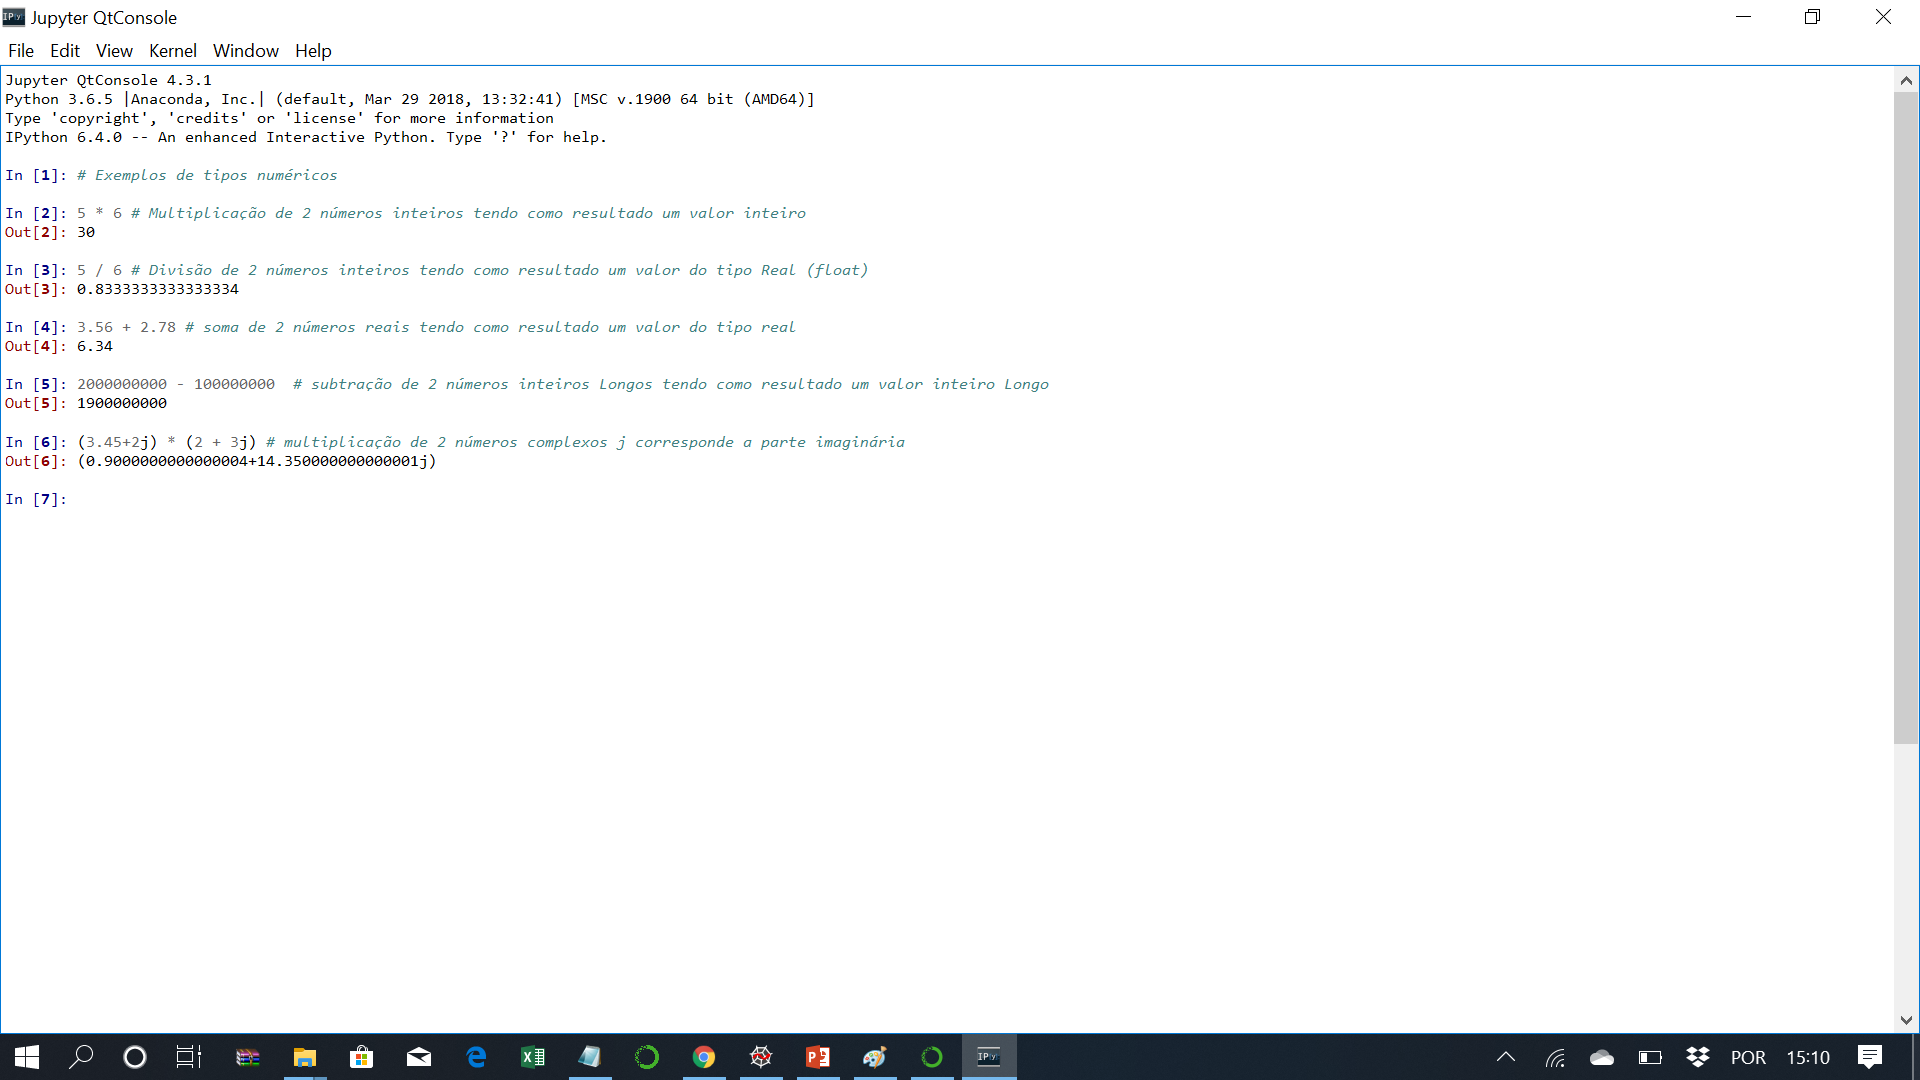 Jupyter QtConsole
File Edit View Kernel Window Help
Jupyter QtConsole 4.3.1
Python 3.6.5 |Anaconda, Inc.| (default, Mar 29 2018, 13:32:41) [MSC v.1900 64 bit (AMD64)]
Type 'copyright', 'credits' or 'license' for more information
IPython 6.4.0 -- An enhanced Interactive Python. Type '?' for help.
In [1]: # Exemplos de tipos numéricos
In [2]: 5 * 6 # Multiplicação de 2 números inteiros tendo como resultado um valor inteiro
Out[2]: 30
In [3]: 5 / 6 # Divisão de 2 números inteiros tendo como resultado um valor do tipo Real (float)
Out[3]: 0.8333333333333334
In [4]: 3.56 + 2.78 # soma de 2 números reais tendo como resultado um valor do tipo real
Out[4]: 6.34
In [5]: 2000000000 - 100000000  # subtração de 2 números inteiros Longos tendo como resultado um valor inteiro Longo
Out[5]: 1900000000
In [6]: (3.45+2j) * (2 + 3j) # multiplicação de 2 números complexos j corresponde a parte imaginária
Out[6]: (0.9000000000000004+14.350000000000001j)
In [7]:
POR 15:10